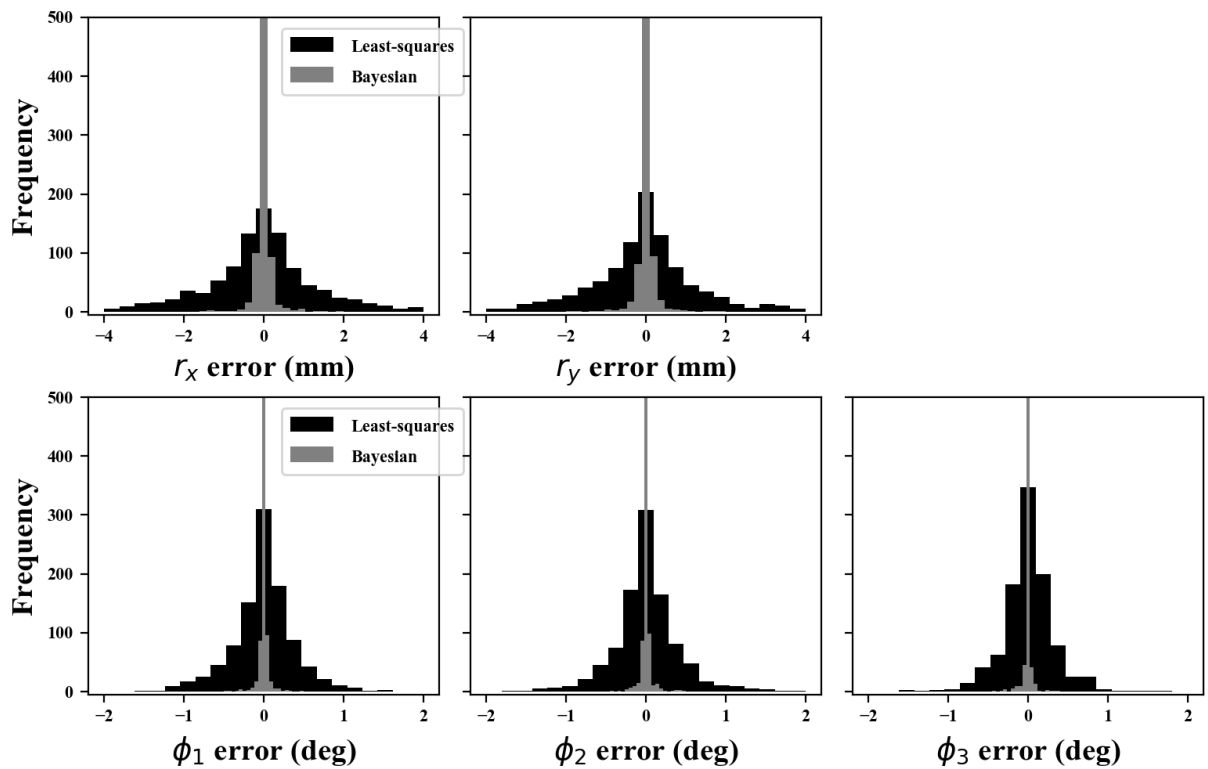 500
400
300
200
100
0
Frequency
Least-squares
Bayesian
−4 −2 0 2 4
−4 −2 0 2 4
r_x error (mm)
r_y error (mm)
500
400
300
200
100
0
Frequency
Least-squares
Bayesian
−2 −1 0 1 2
−2 −1 0 1 2
−2 −1 0 1 2
ϕ_1 error (deg)
ϕ_2 error (deg)
ϕ_3 error (deg)